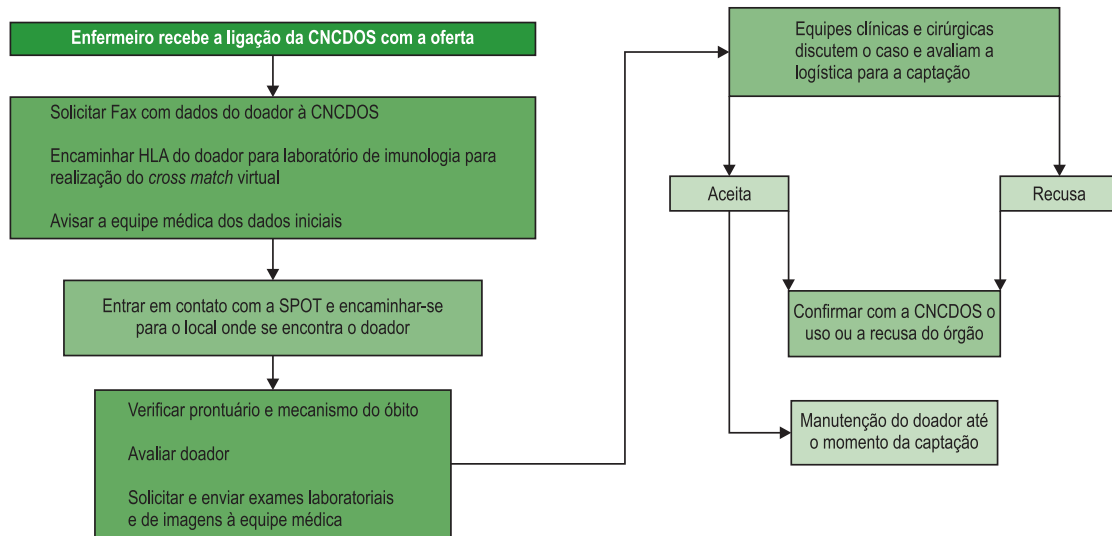 Enfermeiro recebe a ligação da CNCDOS com a oferta
Solicitar Fax com dados do doador à CNCDOS
Encaminhar HLA do doador para laboratório de imunologia para
realização do cross match virtual
Avisar a equipe médica dos dados iniciais
Entrar em contato com a SPOT e encaminhar-se
para o local onde se encontra o doador
Verificar prontuário e mecanismo do óbito
Avaliar doador
Solicitar e enviar exames laboratoriais
e de imagens à equipe médica
Equipes clínicas e cirúrgicas
discutem o caso e avaliam a
logística para a captação
Aceita
Recusa
Confirmar com a CNCDOS o
uso ou a recusa do órgão
Manutenção do doador até
o momento da captação